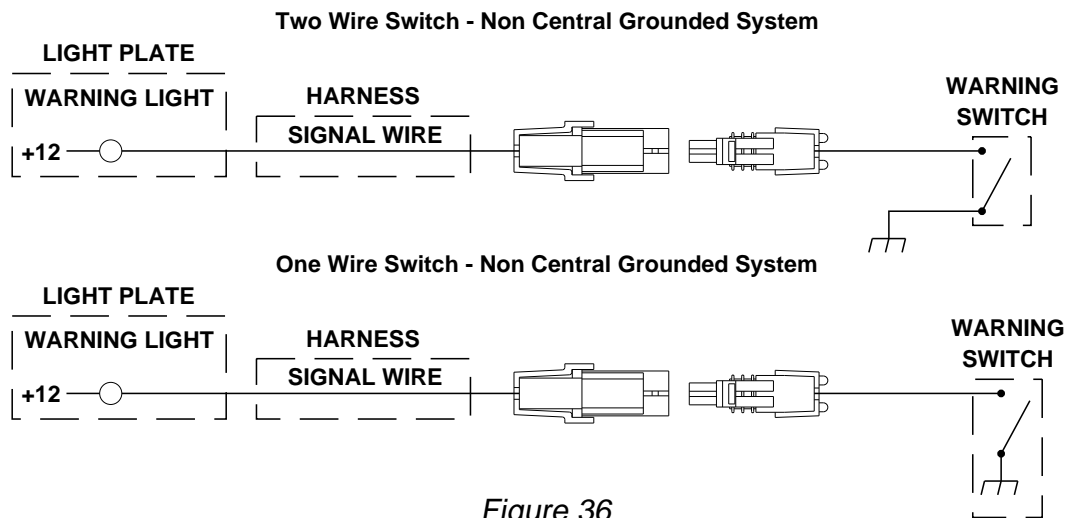 Two Wire Switch - Non Central Grounded System
LIGHT PLATE
WARNING LIGHT
HARNESS
SIGNAL WIRE
+12
WARNING
SWITCH
One Wire Switch - Non Central Grounded System
LIGHT PLATE
WARNING LIGHT
HARNESS
SIGNAL WIRE
+12
WARNING
SWITCH
Figure 36